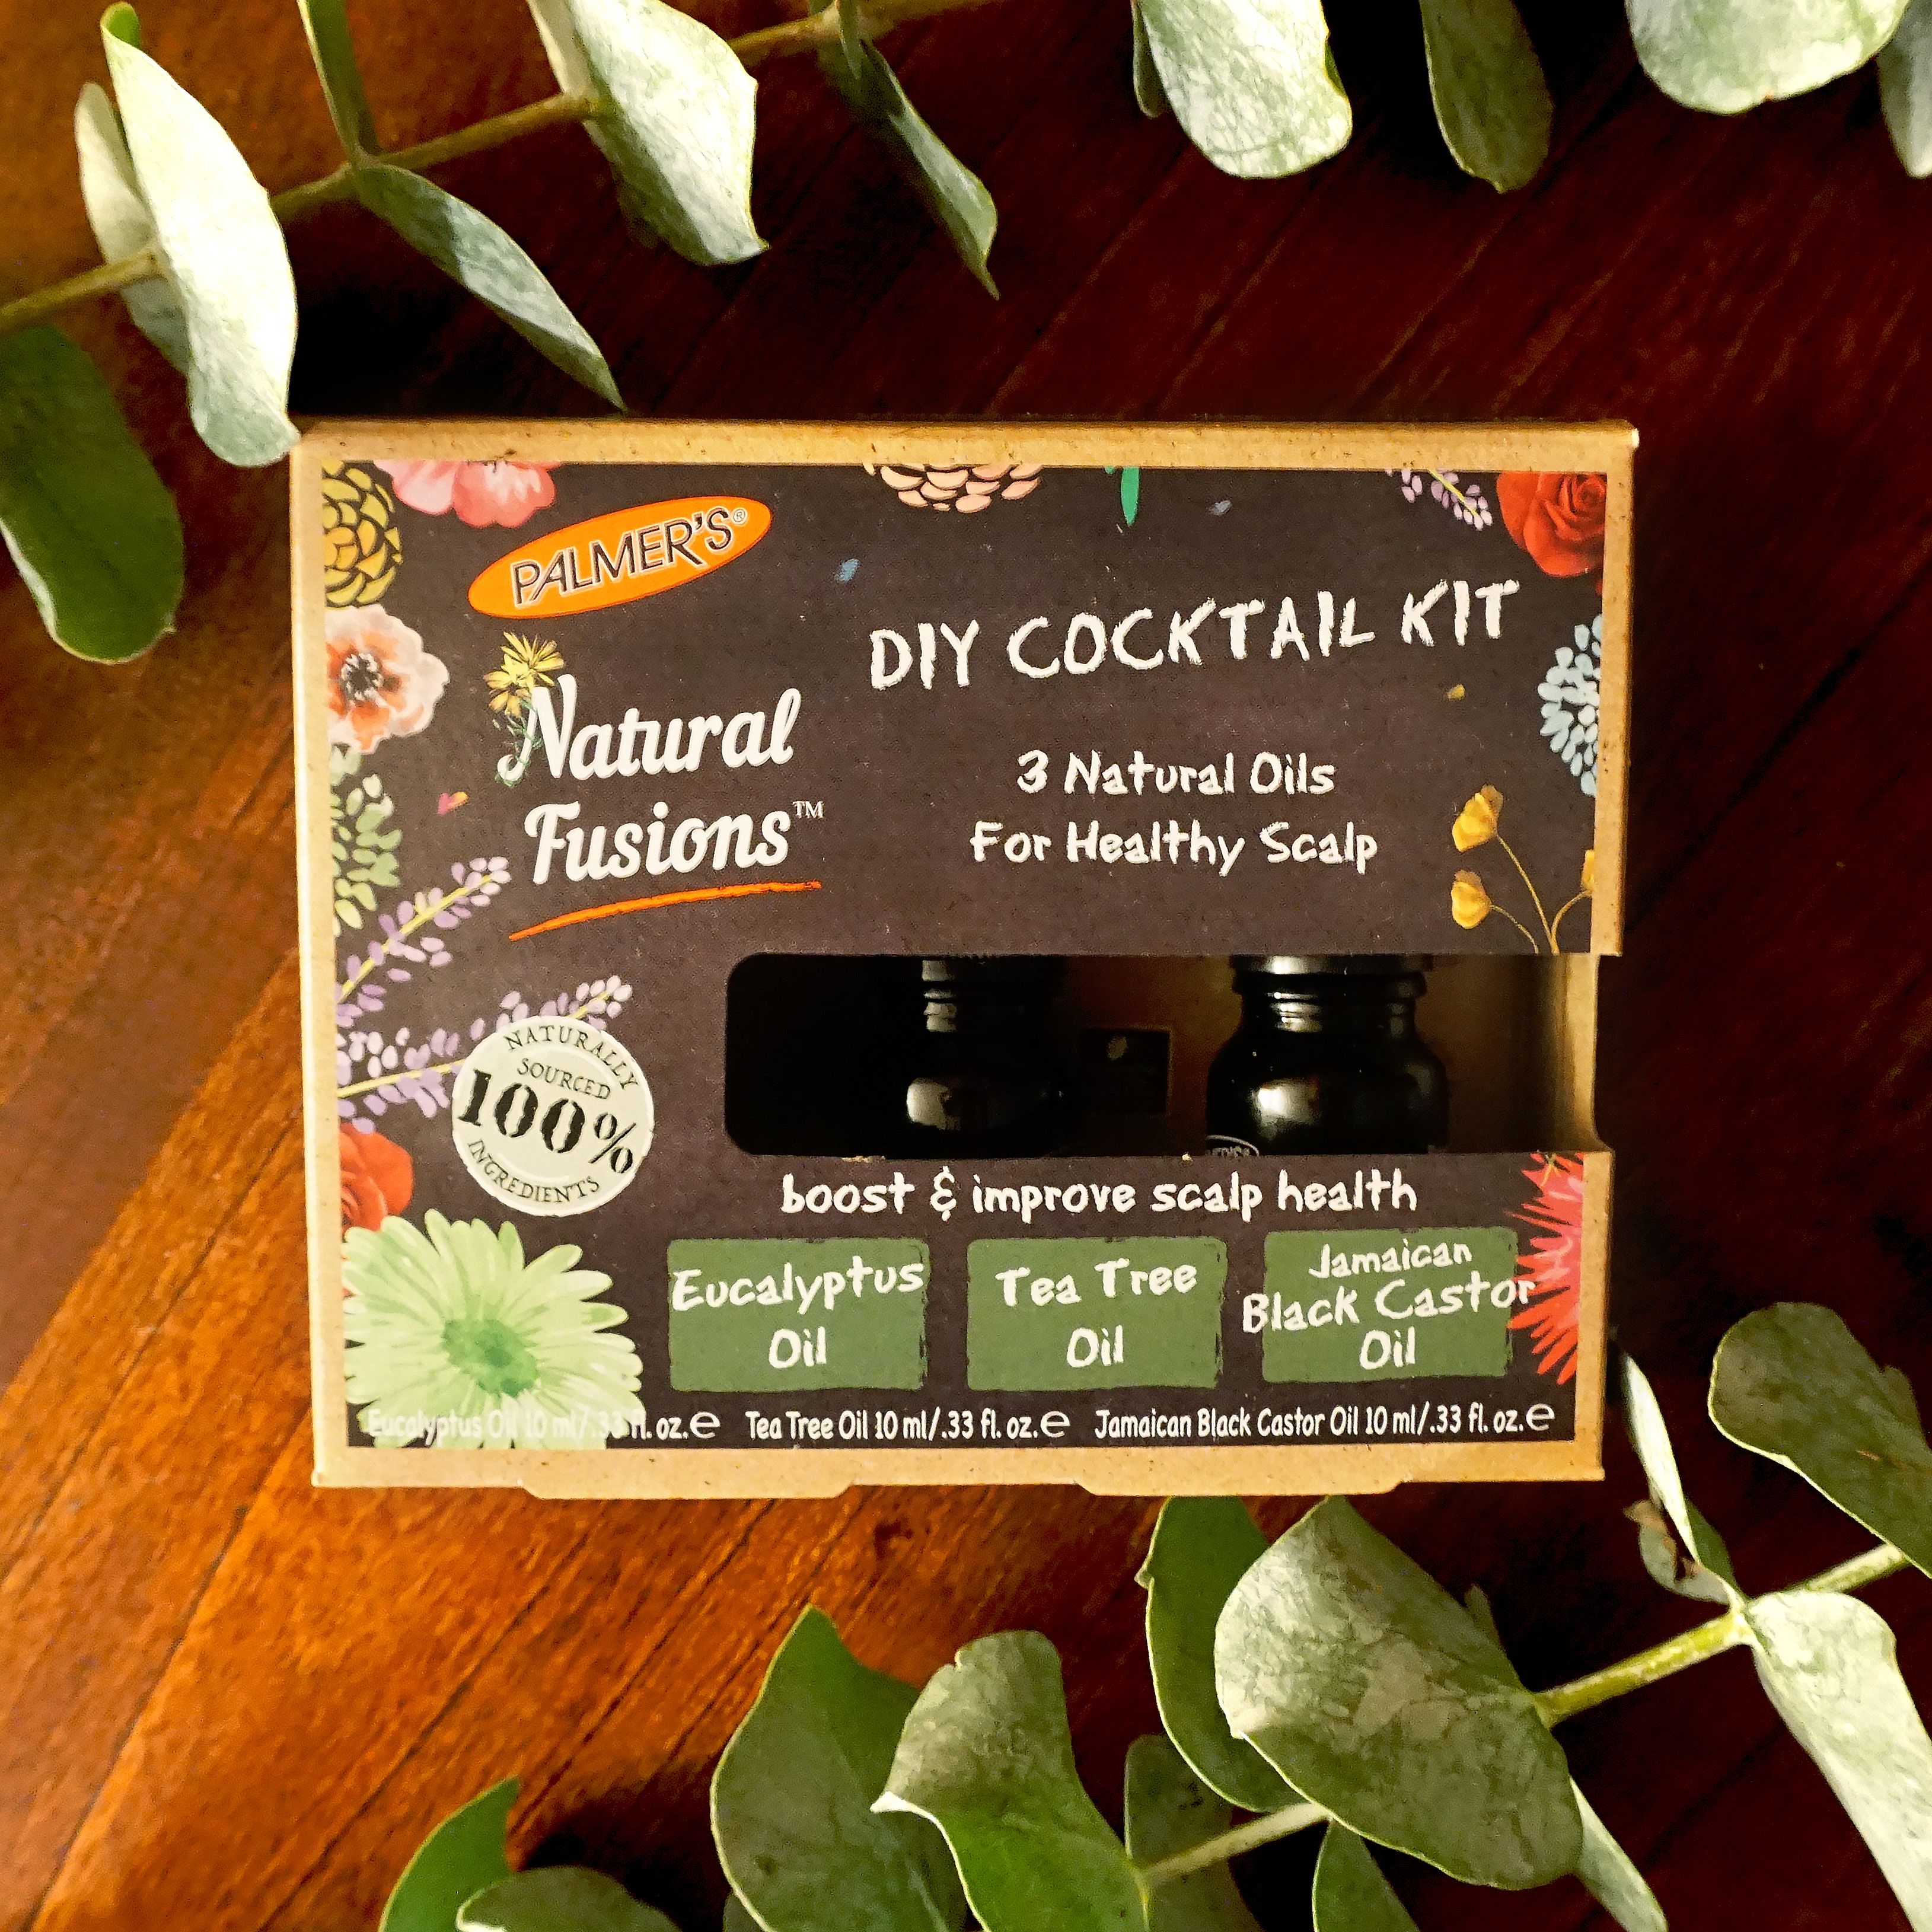 PALMER'S®
DIY COCKTAIL KIT
Natural
Fusions™
3 Natural Oils
For Healthy Scalp
NATURALLY
SOURCED
100%
INGREDIENTS
boost & improve scalp health
Eucalyptus
Oil
Tea Tree
Oil
Jamaican
Black Castor
Oil
Eucalyptus Oil 10 ml/.33 fl. oz. ℮ Tea Tree Oil 10 ml/.33 fl. oz. ℮ Jamaican Black Castor Oil 10 ml/.33 fl. oz. ℮